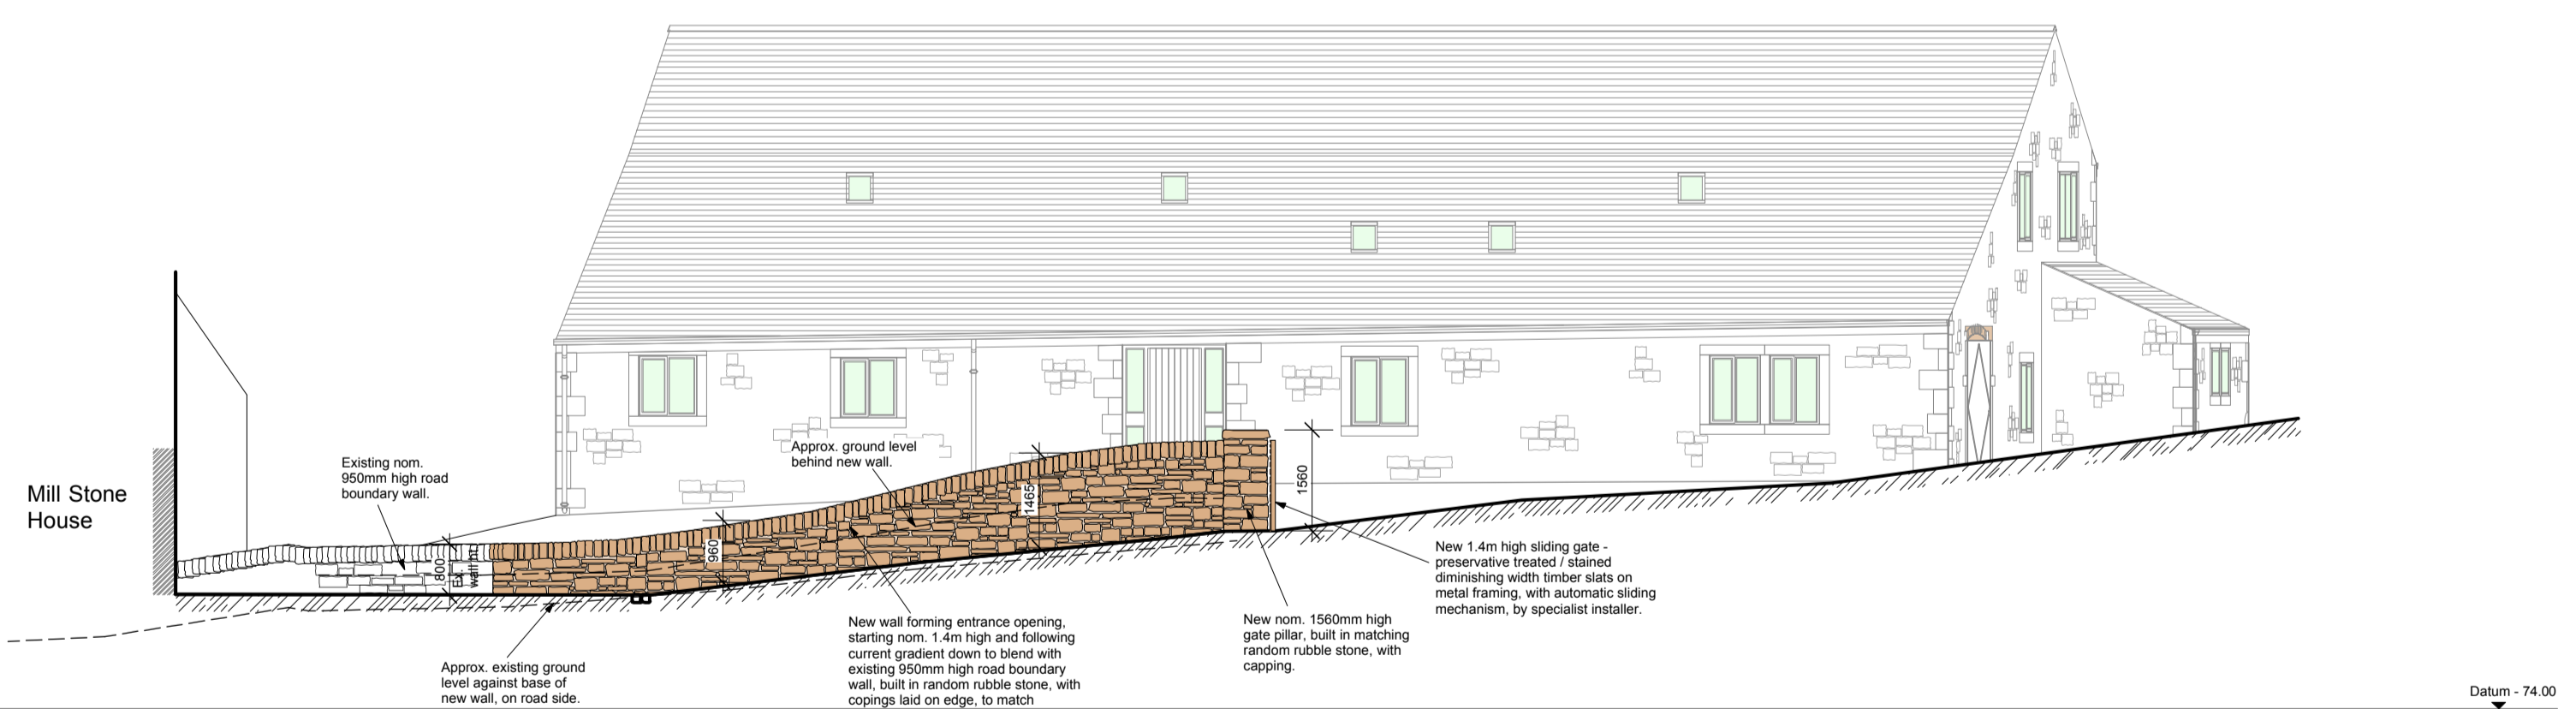 Mill Stone
House
Existing nom.
950mm high road
boundary wall.
800
Ex.
wall ht.
960
Approx. ground level
behind new wall.
1465
1560
Approx. existing ground
level against base of
new wall, on road side.
New wall forming entrance opening,
starting nom. 1.4m high and following
current gradient down to blend with
existing 950mm high road boundary
wall, built in random rubble stone, with
copings laid on edge, to match
New nom. 1560mm high
gate pillar, built in matching
random rubble stone, with
capping.
New 1.4m high sliding gate -
preservative treated / stained
diminishing width timber slats on
metal framing, with automatic sliding
mechanism, by specialist installer.
Datum - 74.00